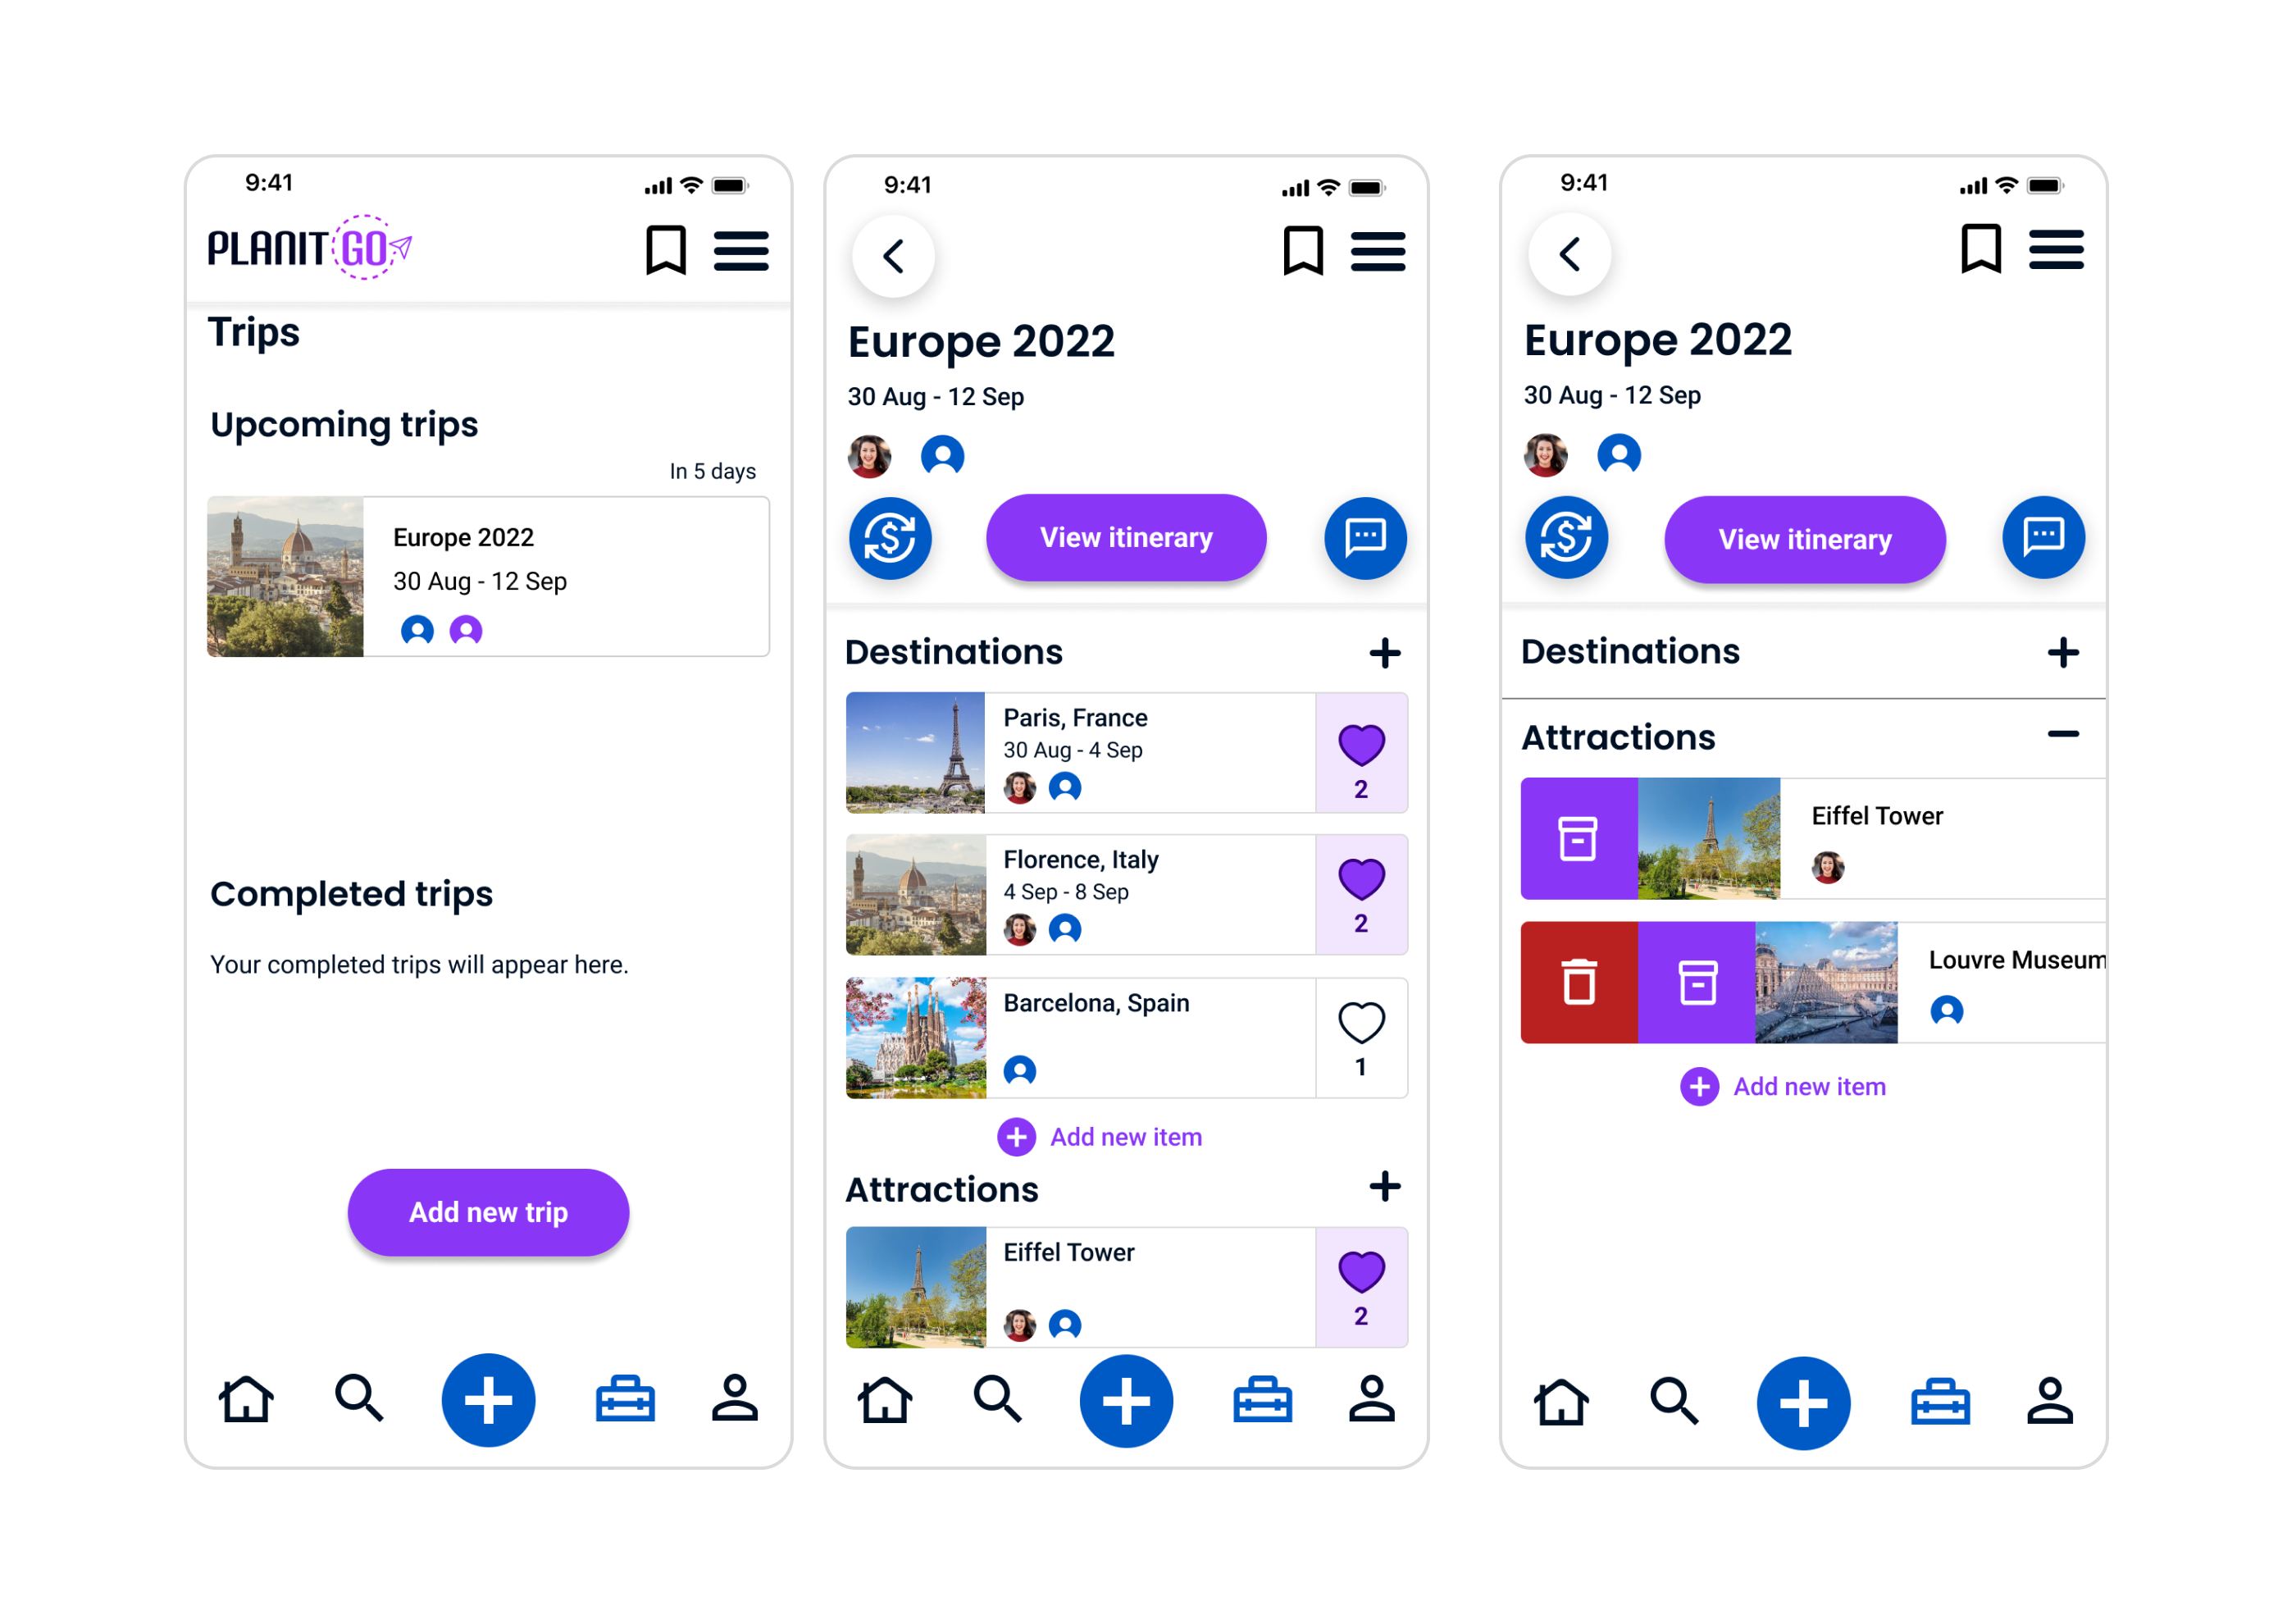 9:41
PLANIT GO
Trips
Upcoming trips
In 5 days
Europe 2022
30 Aug - 12 Sep
Completed trips
Your completed trips will appear here.
Add new trip
9:41
Europe 2022
30 Aug - 12 Sep
View itinerary
Destinations
Paris, France
30 Aug - 4 Sep
2
Florence, Italy
4 Sep - 8 Sep
2
Barcelona, Spain
1
Add new item
Attractions
Eiffel Tower
2
9:41
Europe 2022
30 Aug - 12 Sep
View itinerary
Destinations
Attractions
Eiffel Tower
Louvre Museum
Add new item